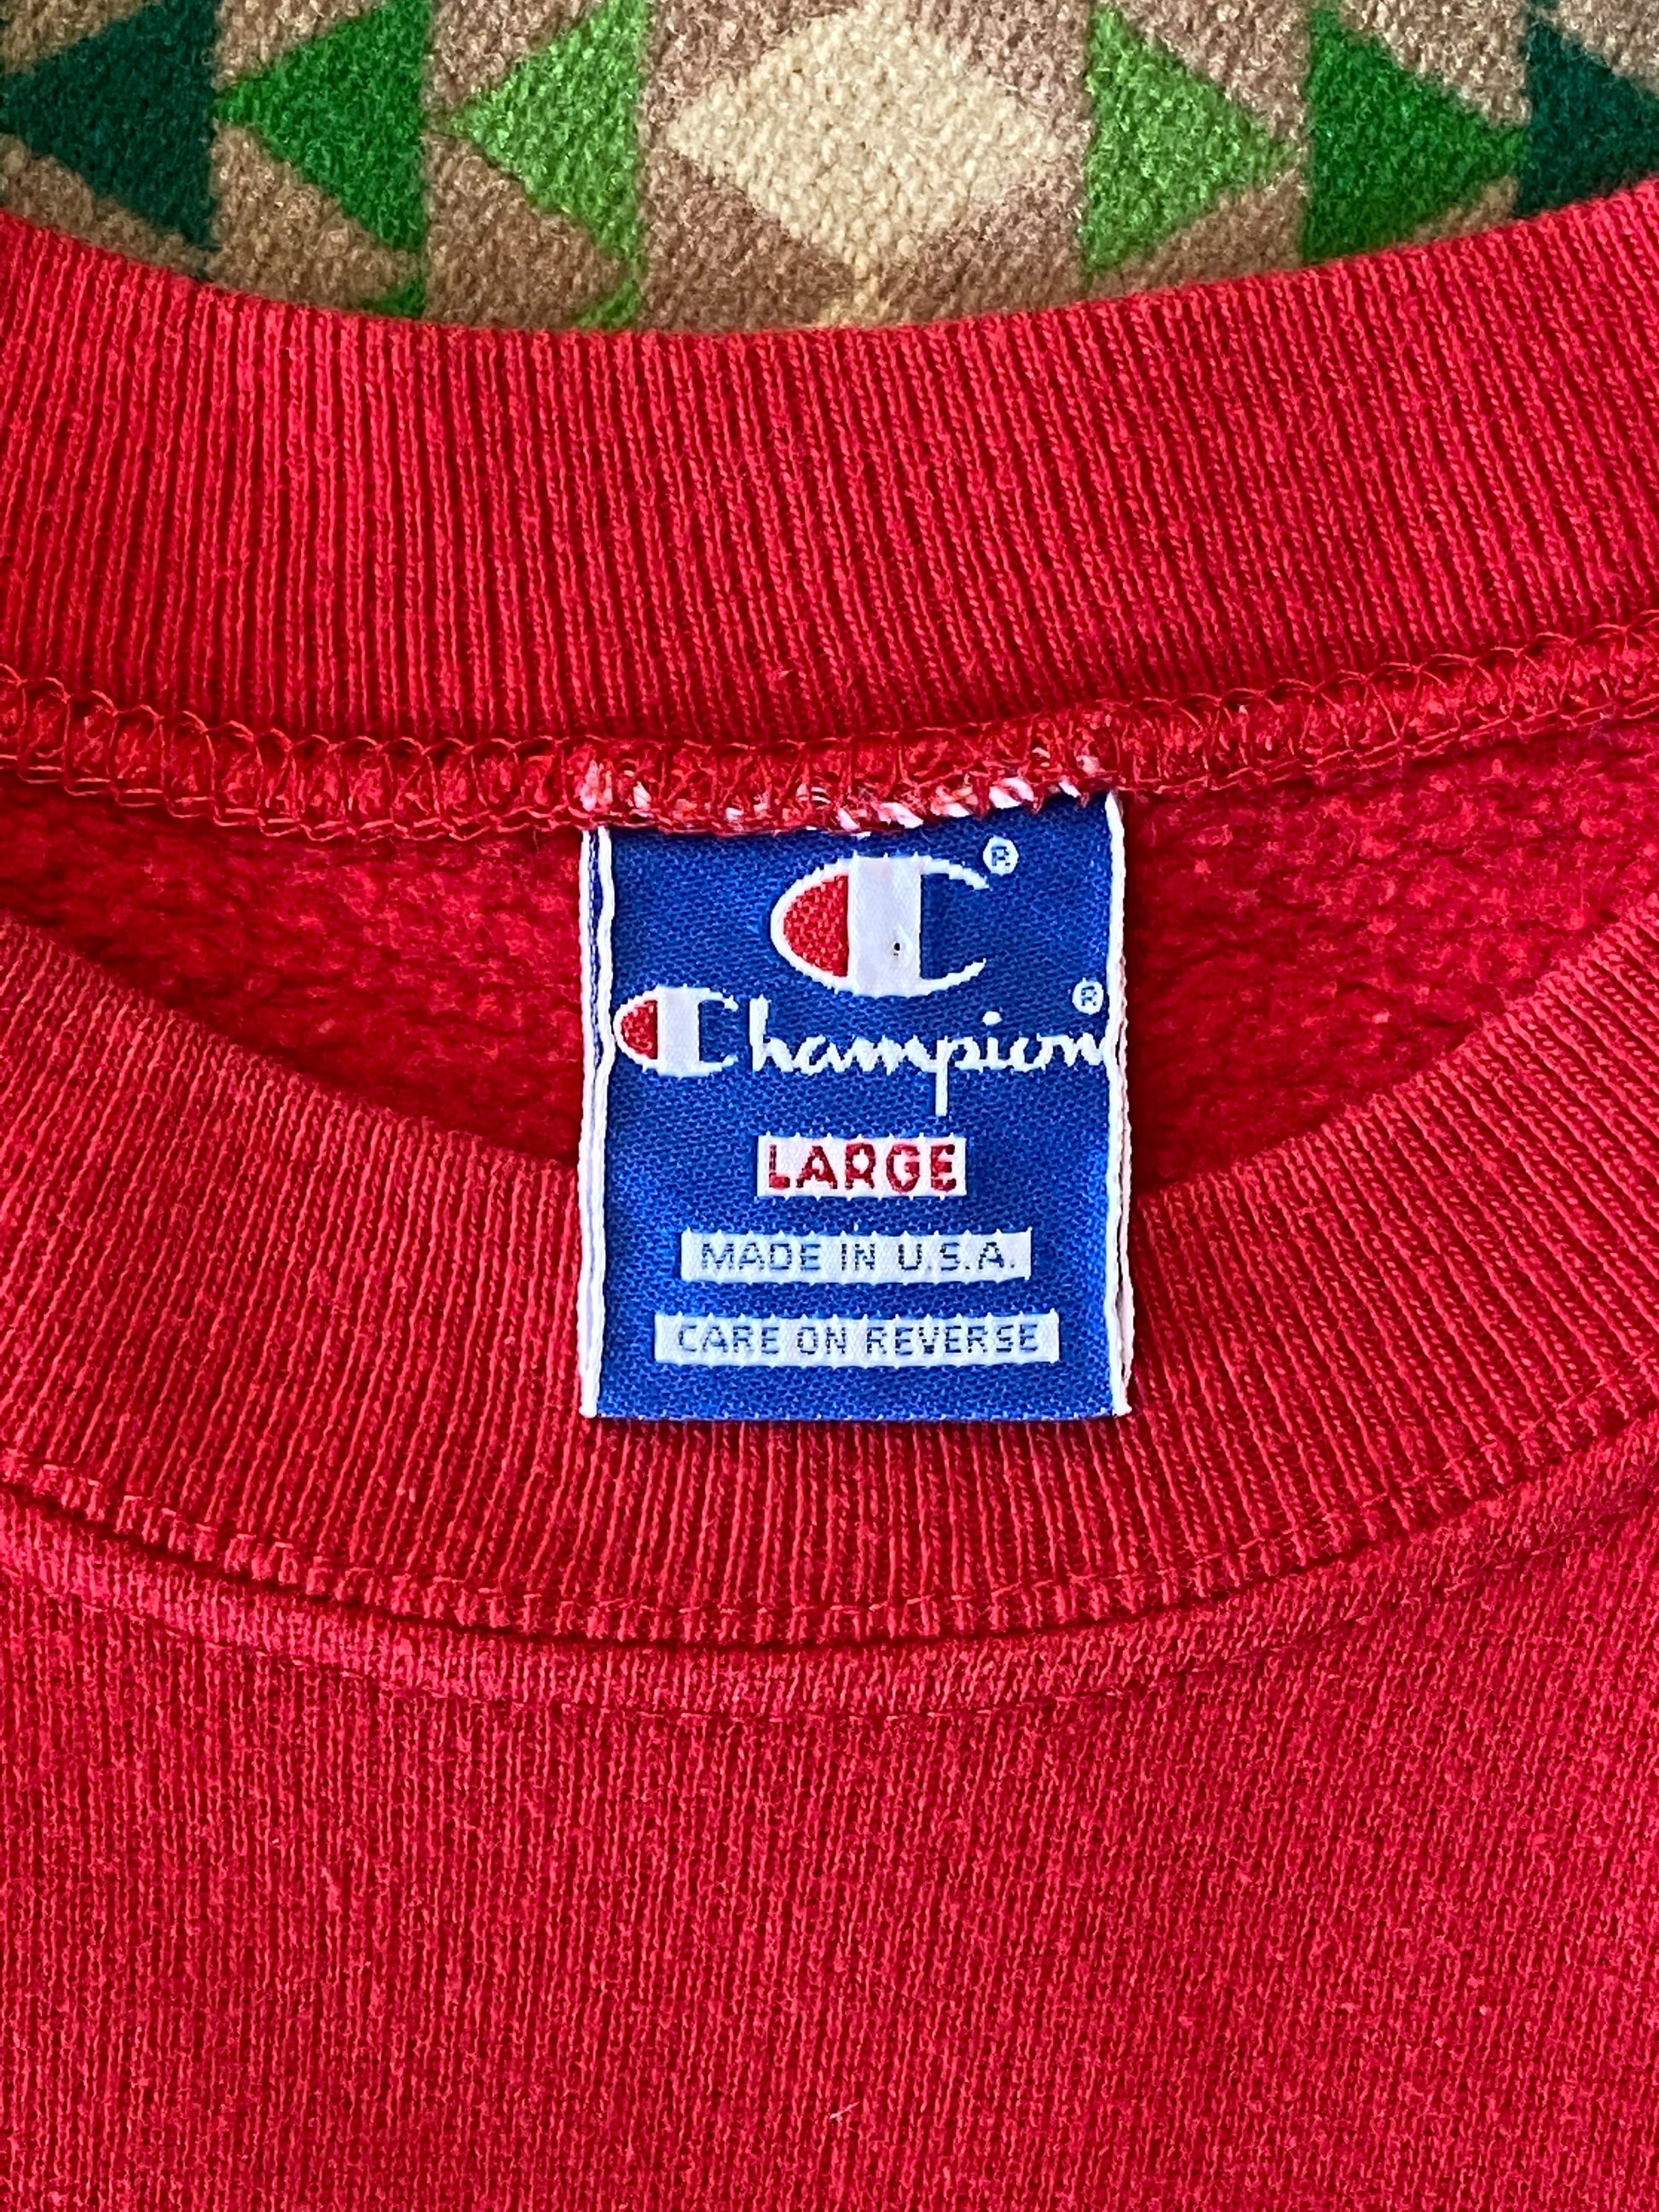 C®
Champion®
LARGE
MADE IN U.S.A.
CARE ON REVERSE